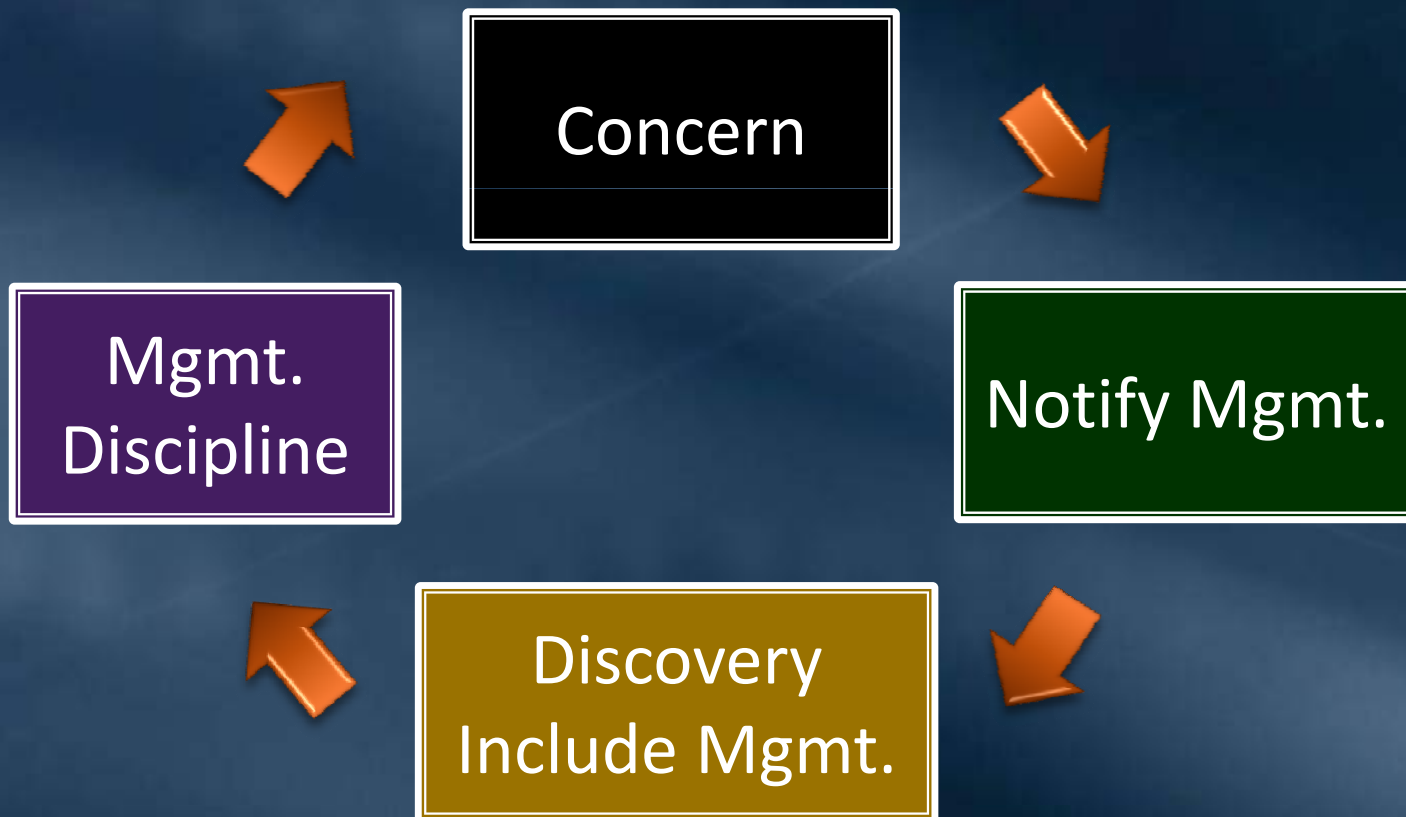 Concern
Notify Mgmt.
Discovery
Include Mgmt.
Mgmt.
Discipline